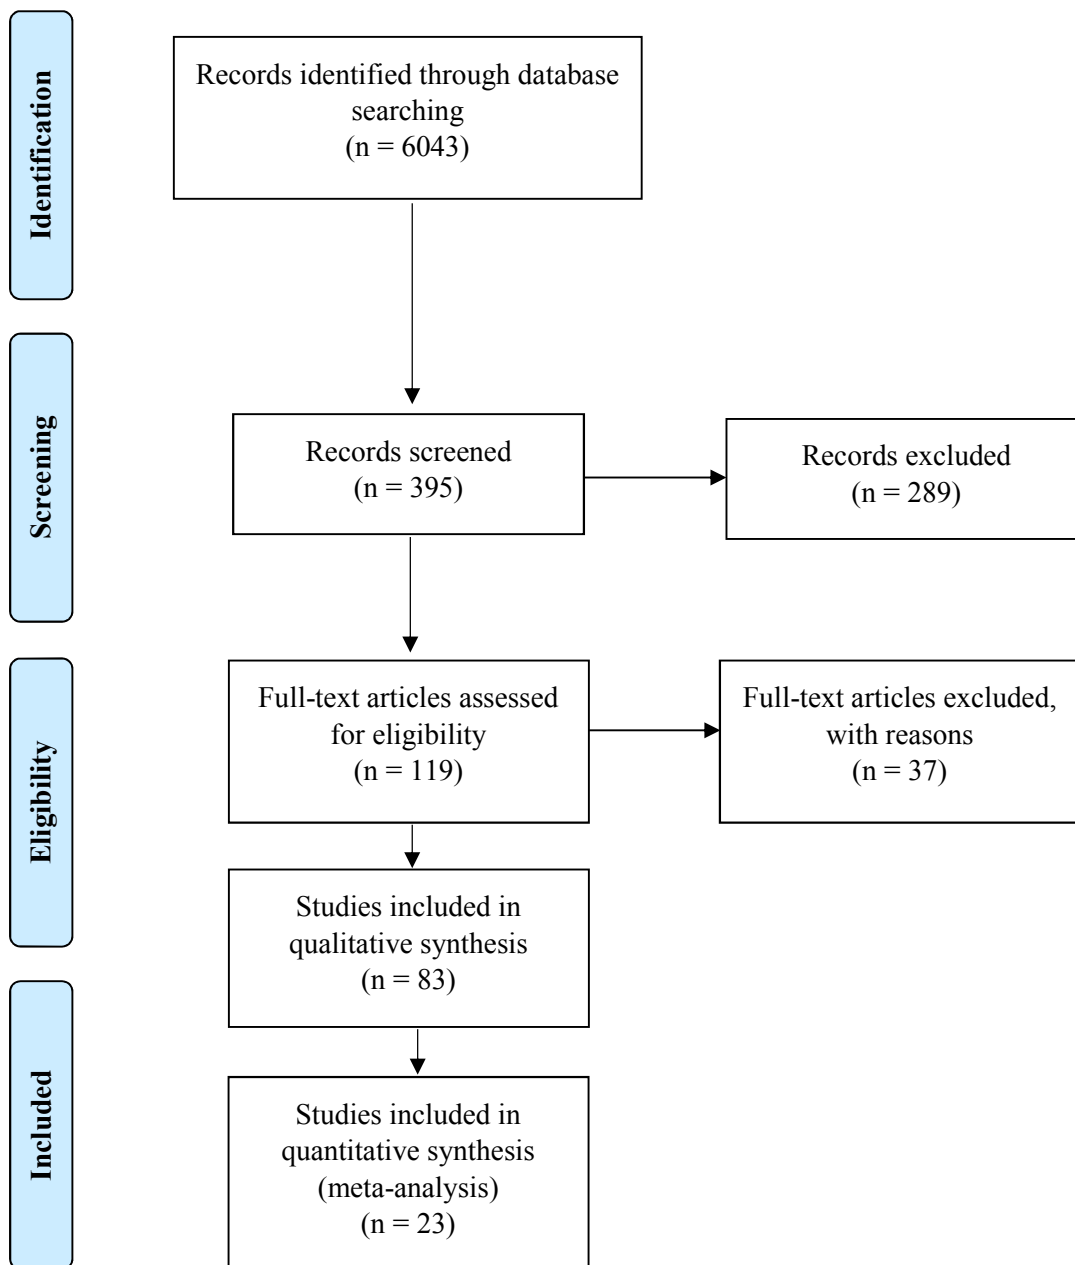 Identification
Records identified through database
searching
(n = 6043)
Screening
Records screened
(n = 395)
Records excluded
(n = 289)
Eligibility
Full-text articles assessed
for eligibility
(n = 119)
Full-text articles excluded,
with reasons
(n = 37)
Studies included in
qualitative synthesis
(n = 83)
Included
Studies included in
quantitative synthesis
(meta-analysis)
(n = 23)